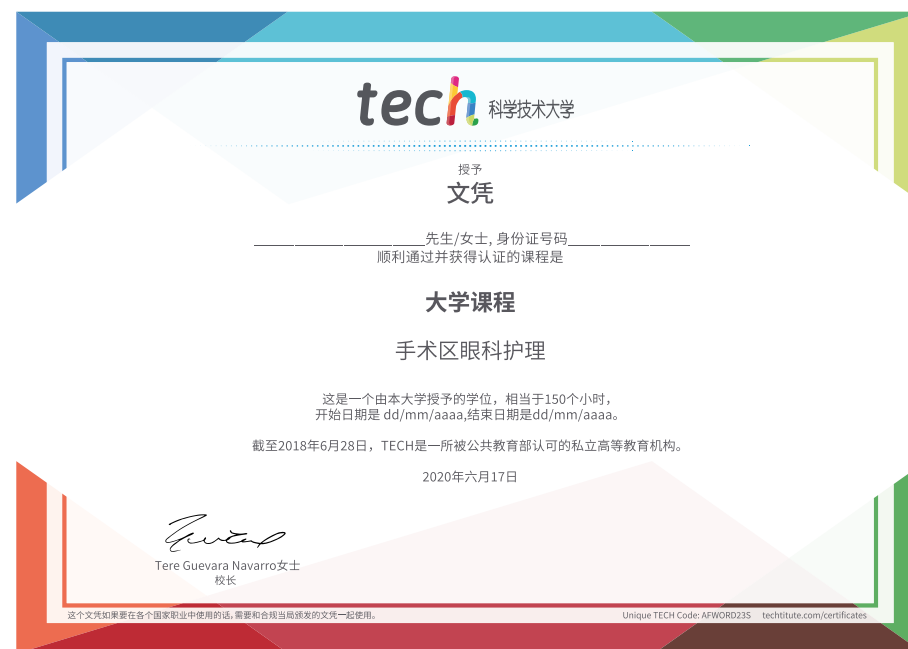 tech 科学技术大学
授予
文凭
先生/女士, 身份证号码
顺利通过并获得认证的课程是
大学课程
手术区眼科护理
这是一个由本大学授予的学位，相当于150个小时，
开始日期是 dd/mm/aaaa,结束日期是dd/mm/aaaa。
截至2018年6月28日，TECH是一所被公共教育部认可的私立高等教育机构。
2020年六月17日
Tere Guevara Navarro女士
校长
这个文凭如果要在各个国家职业中使用的话,需要和合规当局颁发的文凭一起使用。
Unique TECH Code: AFWORD23S techtitute.com/certificates